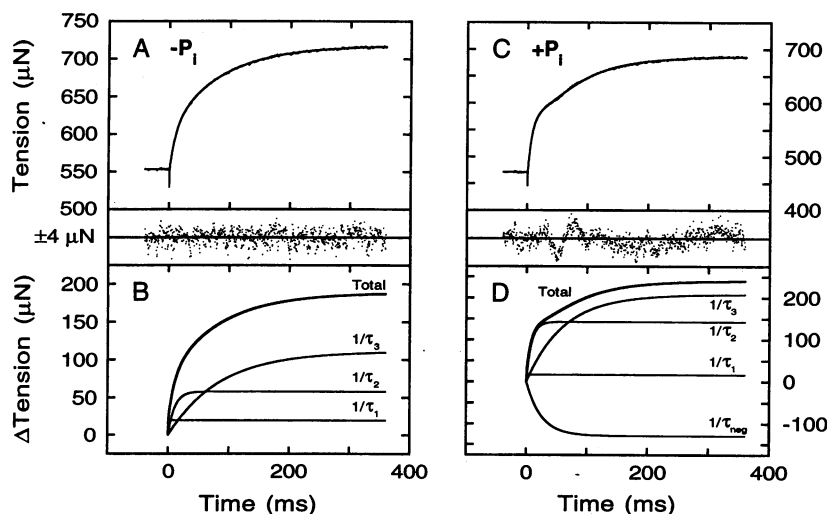 A -Pi
C +Pi
Tension (μN)
750
700
650
600
550
500
700
600
500
400
±4 μN
B
D
ΔTension (μN)
200
150
100
50
0
200
100
0
-100
Total
1/τ3
1/τ2
1/τ1
Total
1/τ3
1/τ2
1/τ1
1/τneg
0 200 400
0 200 400
Time (ms)
Time (ms)